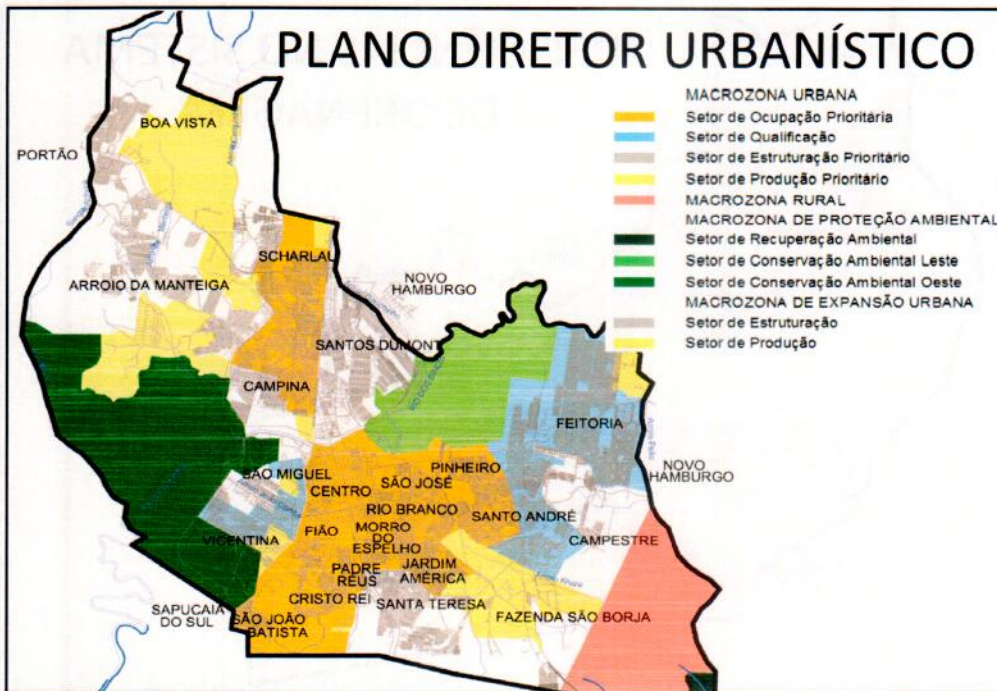 PLANO DIRETOR URBANÍSTICO
MACROZONA URBANA
Setor de Ocupação Prioritária
Setor de Qualificação
Setor de Estruturação Prioritário
Setor de Produção Prioritário
MACROZONA RURAL
MACROZONA DE PROTEÇÃO AMBIENTAL
Setor de Recuperação Ambiental
Setor de Conservação Ambiental Leste
Setor de Conservação Ambiental Oeste
MACROZONA DE EXPANSÃO URBANA
Setor de Estruturação
Setor de Produção
BOA VISTA
PORTÃO
SCHARLAU
NOVO
HAMBURGO
ARROIO DA MANTEIGA
SANTOS DUMONT
CAMPINA
FEITORIA
NOVO
HAMBURGO
SÃO MIGUEL
PINHEIRO
SÃO JOSÉ
CENTRO
RIO BRANCO
SANTO ANDRÉ
FIÃO
MORRO
DO
ESPELHO
VICENTINA
CAMPESTRE
PADRE
RÉUS
JARDIM
AMÉRICA
CRISTO REI
SANTA TERESA
SAPUCAIA
DO SUL
SÃO JOÃO
BATISTA
FAZENDA SÃO BORJA